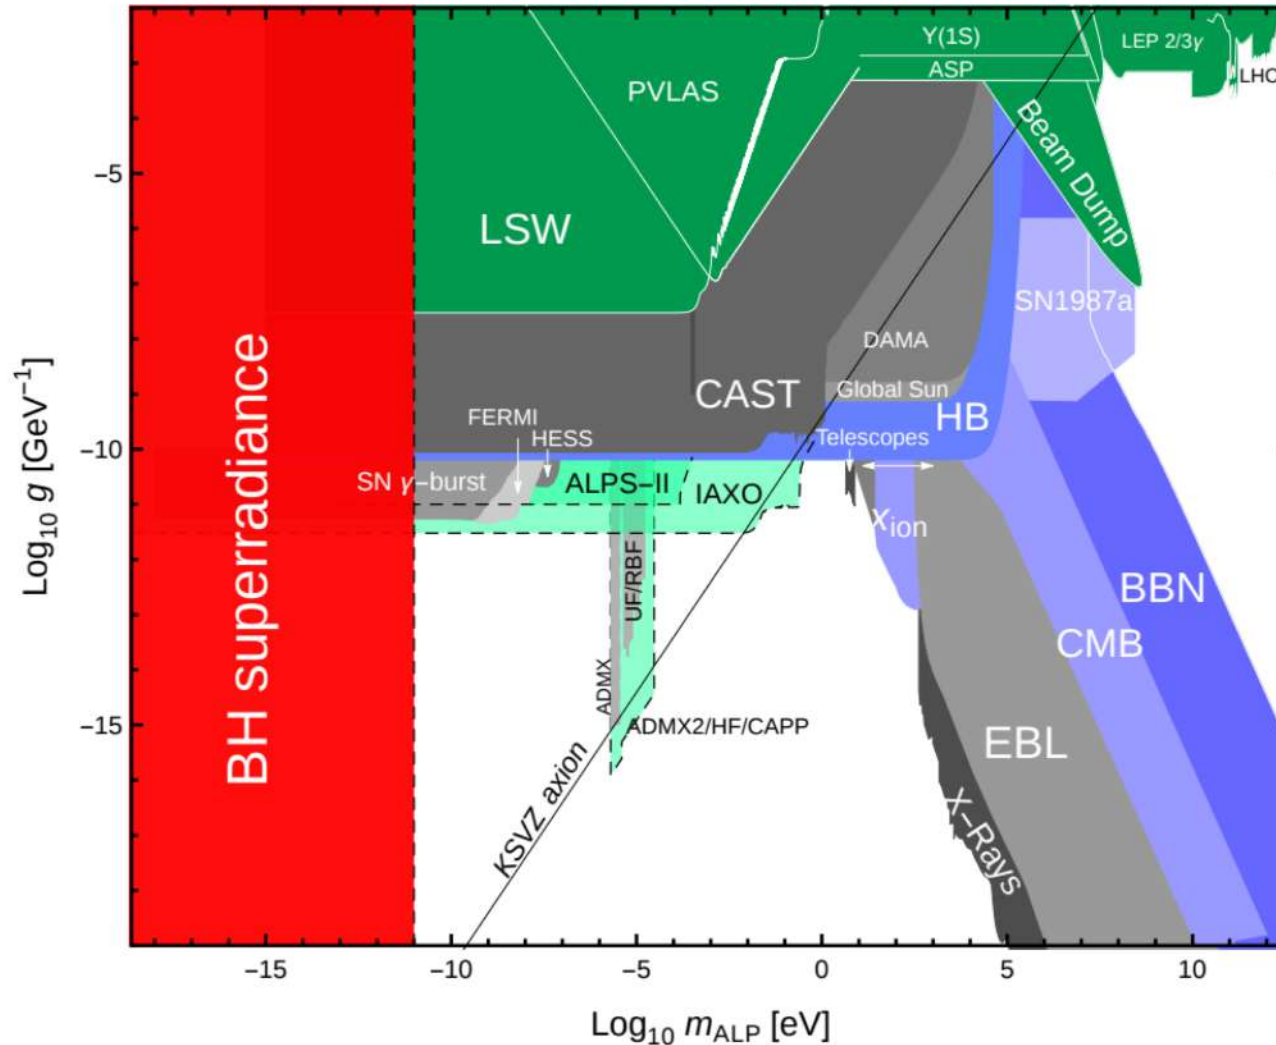 Y(1S)
LEP 2/3γ
ASP
LHC
PVLAS
Beam Dump
−5
LSW
SN1987a
DAMA
Global Sun
CAST
FERMI
HB
HESS
Telescopes
−10
SN γ−burst
ALPS−II
IAXO
xion
UF/RBF
BBN
CMB
ADMX
ADMX2/HF/CAPP
−15
EBL
BH superradiance
KSVZ axion
X−Rays
Log10 g [GeV−1]
−15
−10
−5
0
5
10
Log10 mALP [eV]